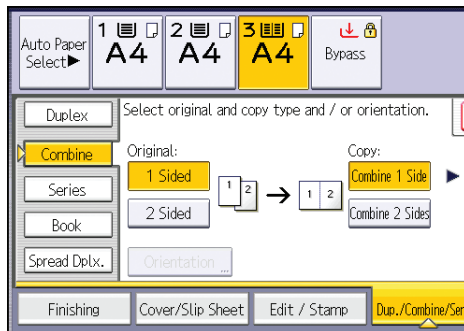 Auto Paper
Select▶
1
A4
2
A4
3
A4
Bypass
Duplex
Combine
Series
Book
Spread Dplx.
Select original and copy type and / or orientation.
Original:
1 Sided
2 Sided
1
2
1 2
Copy:
Combine 1 Side
Combine 2 Sides
Orientation ...
Finishing
Cover/Slip Sheet
Edit / Stamp
Dup./Combine/Ser